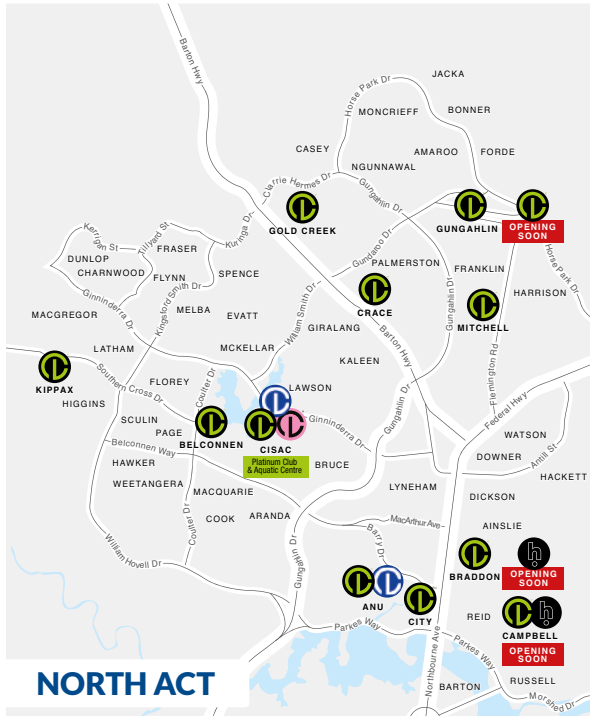 Barton Hwy
JACKA
Horse Park Dr
MONCRIEFF
BONNER
CASEY
AMAROO
FORDE
NGUNNAWAL
Clarrie Hermes Dr
Gungahlin Dr
GOLD CREEK
GUNGAHLIN
OPENING
SOON
Kerrigan St
Tillyard St
Kuringa Dr
Gundaroo Dr
FRASER
DUNLOP
CHARNWOOD
FLYNN
SPENCE
PALMERSTON
FRANKLIN
Horse Park Dr
HARRISON
Ginninderra Dr
Kingsford Smith Dr
William Smith Dr
Gungahlin Dr
CRACE
MITCHELL
MACGREGOR
MELBA
EVATT
GIRALANG
Barton Hwy
LATHAM
MCKELLAR
KALEEN
Flemington Rd
KIPPAX
Southern Cross Dr
FLOREY
Coulter Dr
LAWSON
HIGGINS
Gungahlin Dr
Federal Hwy
SCULIN
PAGE
BELCONNEN
CISAC
Ginninderra Dr
Platinum Club
& Aquatic Centre
Belconnen Way
WATSON
HAWKER
BRUCE
DOWNER
Antill St
WEETANGERA
MACQUARIE
LYNEHAM
HACKETT
DICKSON
COOK
ARANDA
MacArthur Ave
AINSLIE
Coulter Dr
Barry Dr
William Hovell Dr
Gungahlin Dr
BRADDON
OPENING
SOON
ANU
CITY
REID
CAMPBELL
OPENING
SOON
Parkes Way
Northbourne Ave
Parkes Way
RUSSELL
BARTON
Morshed Dr
NORTH ACT